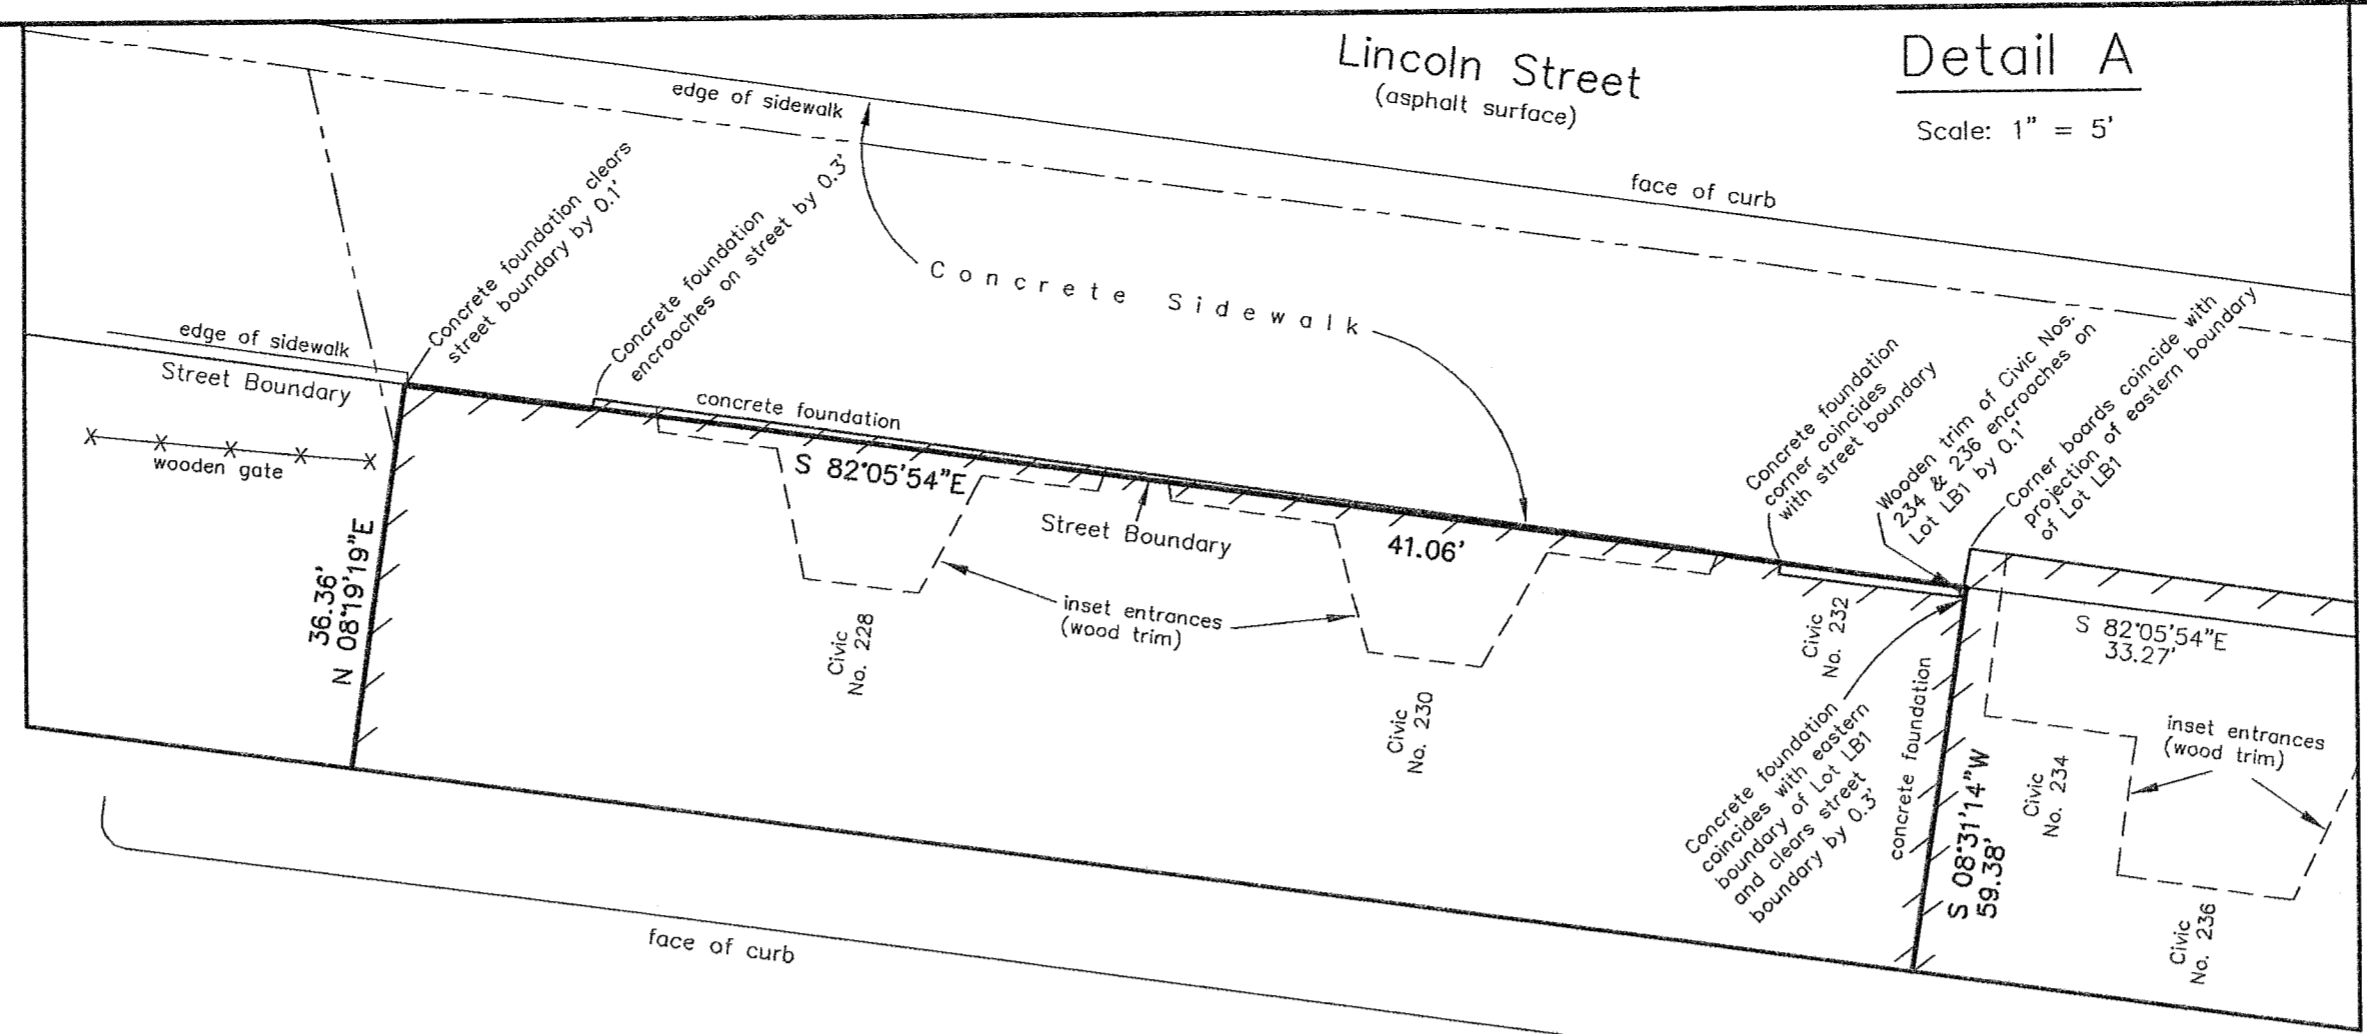 Lincoln Street
(asphalt surface)
Detail A
Scale: 1" = 5'
edge of sidewalk
face of curb
Concrete foundation clears
street boundary by 0.1'
Concrete foundation
encroaches on street by 0.3'
Concrete Sidewalk
edge of sidewalk
Street Boundary
wooden gate
concrete foundation
S 82°05'54"E
Street Boundary
41.06'
Concrete foundation
corner coincides
with street boundary
Wooden trim of Civic Nos.
234 & 236 encroaches on
Lot LB1 by 0.1'
Corner boards coincide with
projection of eastern boundary
of Lot LB1
36.36'
N 08°19'19"E
Civic
No. 228
inset entrances
(wood trim)
Civic
No. 230
Civic
No. 232
Concrete foundation
coincides with eastern
boundary of Lot LB1
and clears street
boundary by 0.3'
concrete foundation
S 08°31'14"W
59.38'
S 82°05'54"E
33.27'
inset entrances
(wood trim)
Civic
No. 234
Civic
No. 236
face of curb